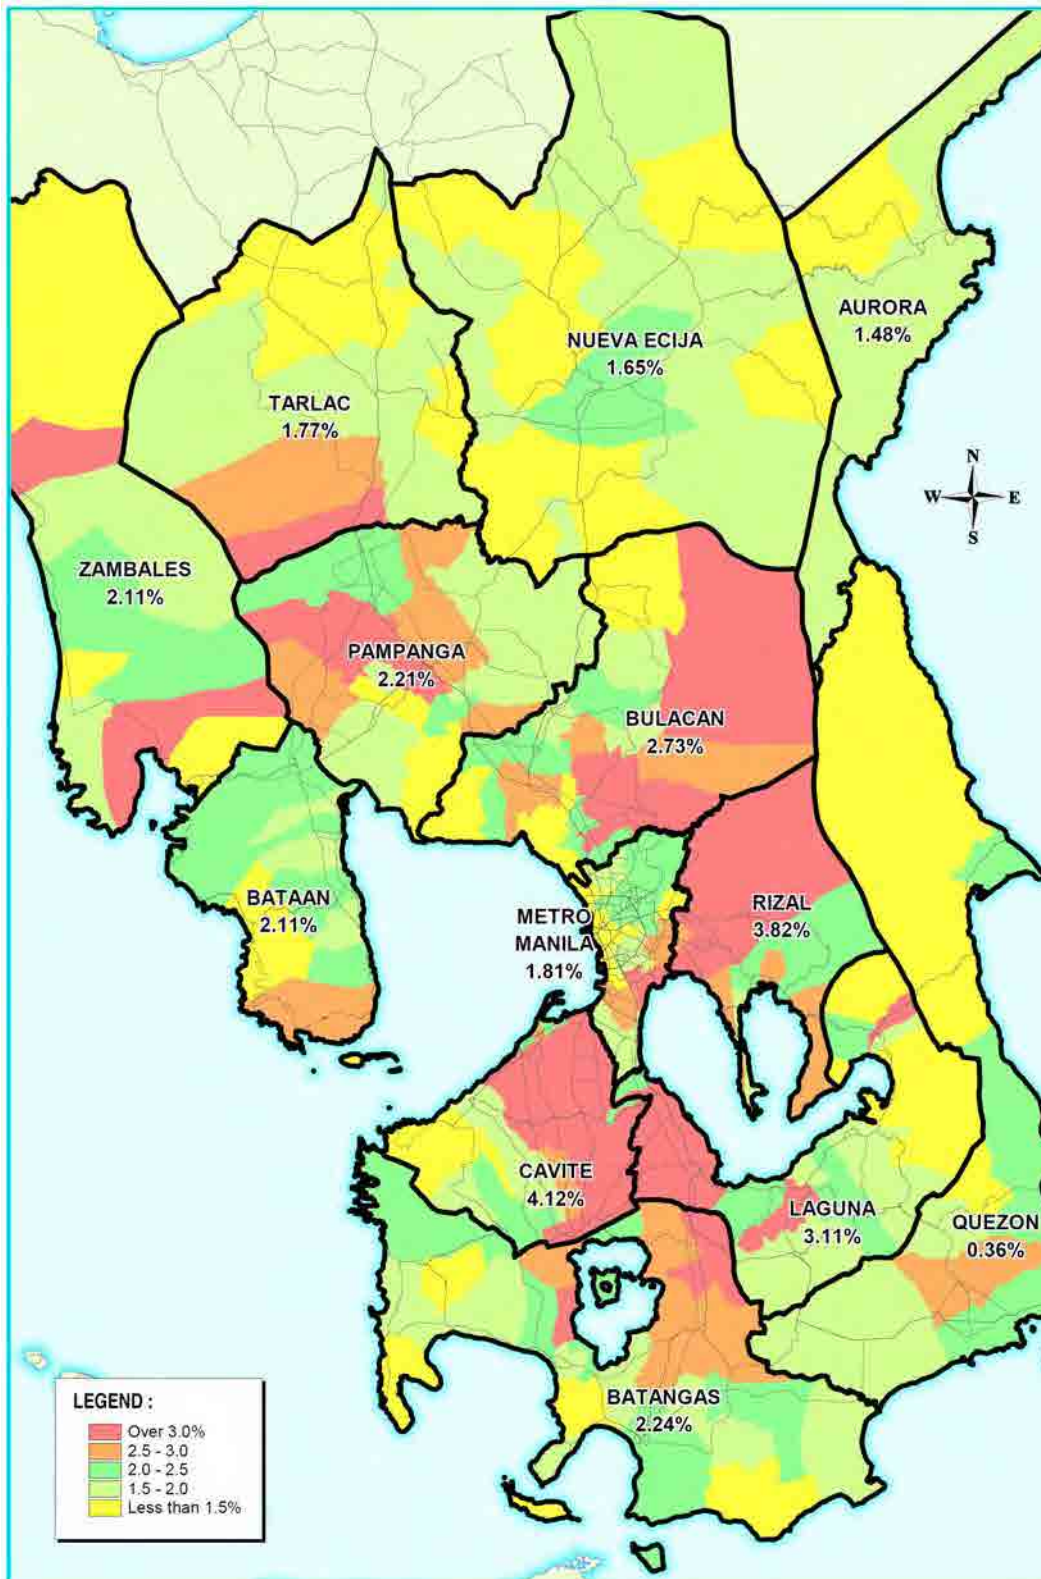 AURORA
1.48%
NUEVA ECIJA
1.65%
TARLAC
1.77%
N
W E
S
ZAMBALES
2.11%
PAMPANGA
2.21%
BULACAN
2.73%
BATAAN
2.11%
METRO
MANILA
1.81%
RIZAL
3.82%
CAVITE
4.12%
LAGUNA
3.11%
QUEZON
0.36%
BATANGAS
2.24%
LEGEND :
Over 3.0%
2.5 - 3.0
2.0 - 2.5
1.5 - 2.0
Less than 1.5%